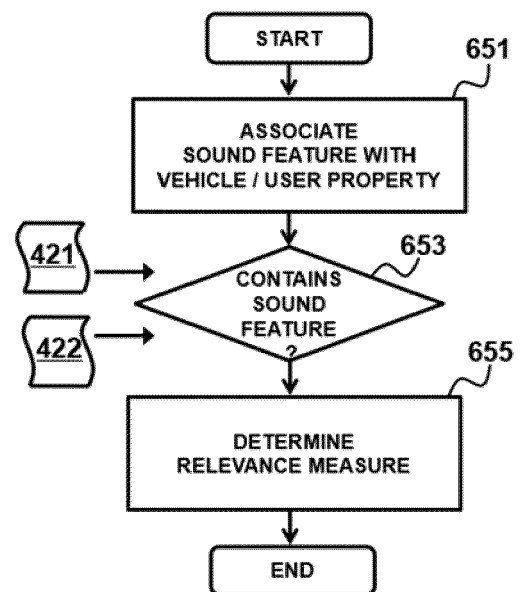 START
651
ASSOCIATE
SOUND FEATURE WITH
VEHICLE / USER PROPERTY
421
653
CONTAINS
SOUND
FEATURE
?
422
655
DETERMINE
RELEVANCE MEASURE
END